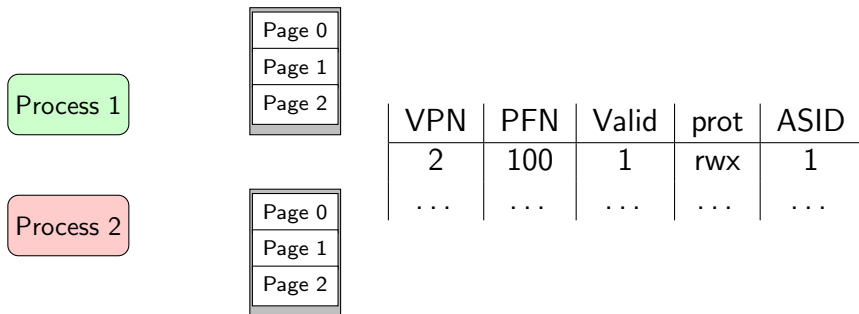 Process 1
Page 0
Page 1
Page 2
Process 2
Page 0
Page 1
Page 2
VPN PFN Valid prot ASID
2 100 1 rwx 1
. . . . . . . . . . . . . . .